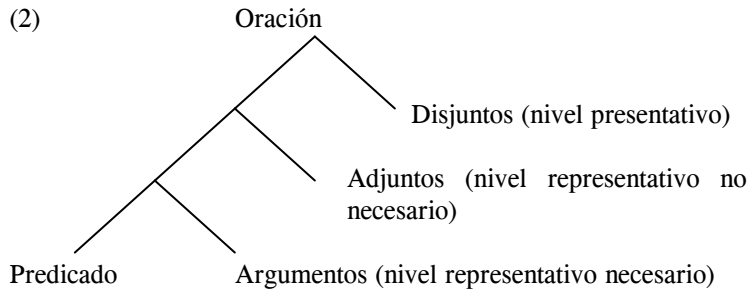 (2) Oración
Disjuntos (nivel presentativo)
Adjuntos (nivel representativo no
necesario)
Predicado Argumentos (nivel representativo necesario)